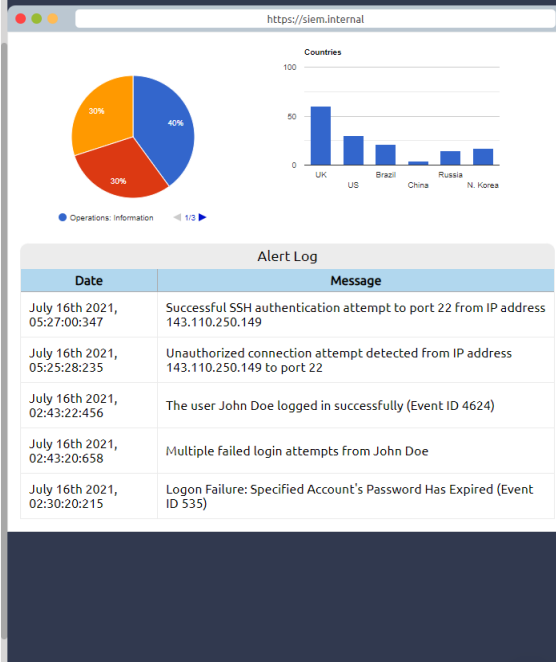 https://siem.internal
Countries
100
50
0
UK
US
Brazil
China
Russia
N. Korea
40%
30%
30%
Operations: Information
1/3
Alert Log
Date Message
July 16th 2021,
05:27:00:347
Successful SSH authentication attempt to port 22 from IP address
143.110.250.149
July 16th 2021,
05:25:28:235
Unauthorized connection attempt detected from IP address
143.110.250.149 to port 22
July 16th 2021,
02:43:22:456
The user John Doe logged in successfully (Event ID 4624)
July 16th 2021,
02:43:20:658
Multiple failed login attempts from John Doe
July 16th 2021,
02:30:20:215
Logon Failure: Specified Account's Password Has Expired (Event
ID 535)